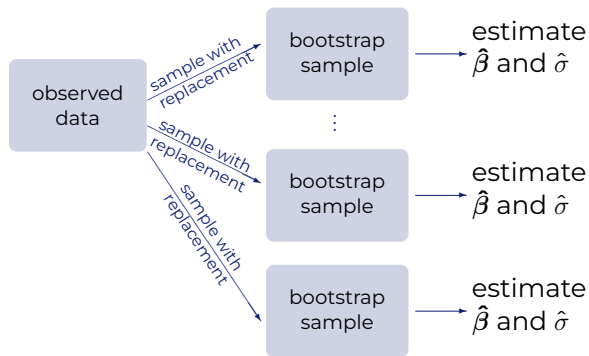 observed
data
sample with
replacement
bootstrap
sample
estimate
β̂ and σ̂
⋮
sample with
replacement
bootstrap
sample
estimate
β̂ and σ̂
sample with
replacement
bootstrap
sample
estimate
β̂ and σ̂